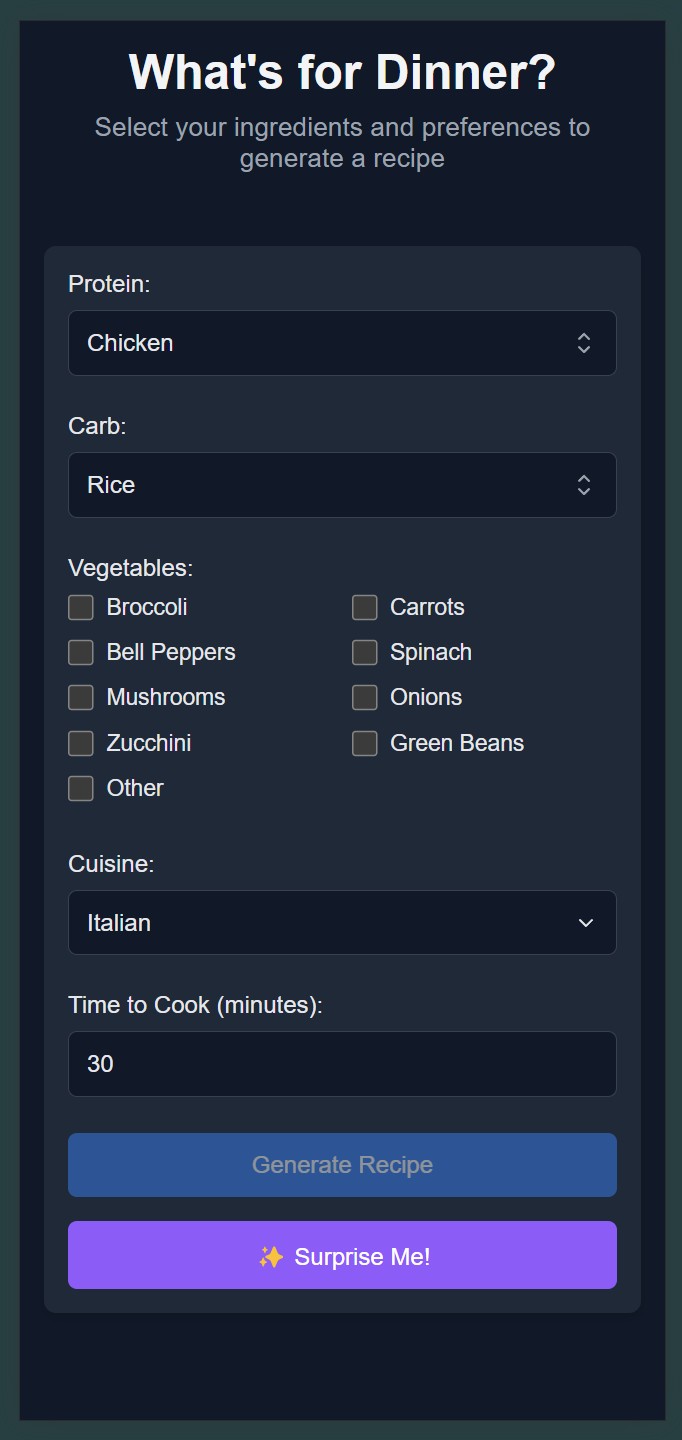 What's for Dinner?
Select your ingredients and preferences to
generate a recipe
Protein:
Chicken
Carb:
Rice
Vegetables:
Broccoli
Carrots
Bell Peppers
Spinach
Mushrooms
Onions
Zucchini
Green Beans
Other
Cuisine:
Italian
Time to Cook (minutes):
30
Generate Recipe
✨ Surprise Me!